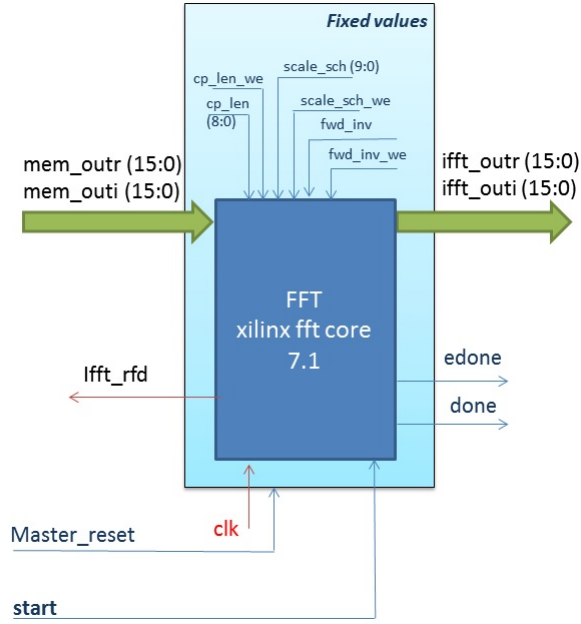 Fixed values
scale_sch (9:0)
cp_len_we
cp_len
(8:0)
scale_sch_we
fwd_inv
fwd_inv_we
mem_outr (15:0)
mem_outi (15:0)
ifft_outr (15:0)
ifft_outi (15:0)
FFT
xilinx fft core
7.1
edone
Ifft_rfd
done
Master_reset
clk
start